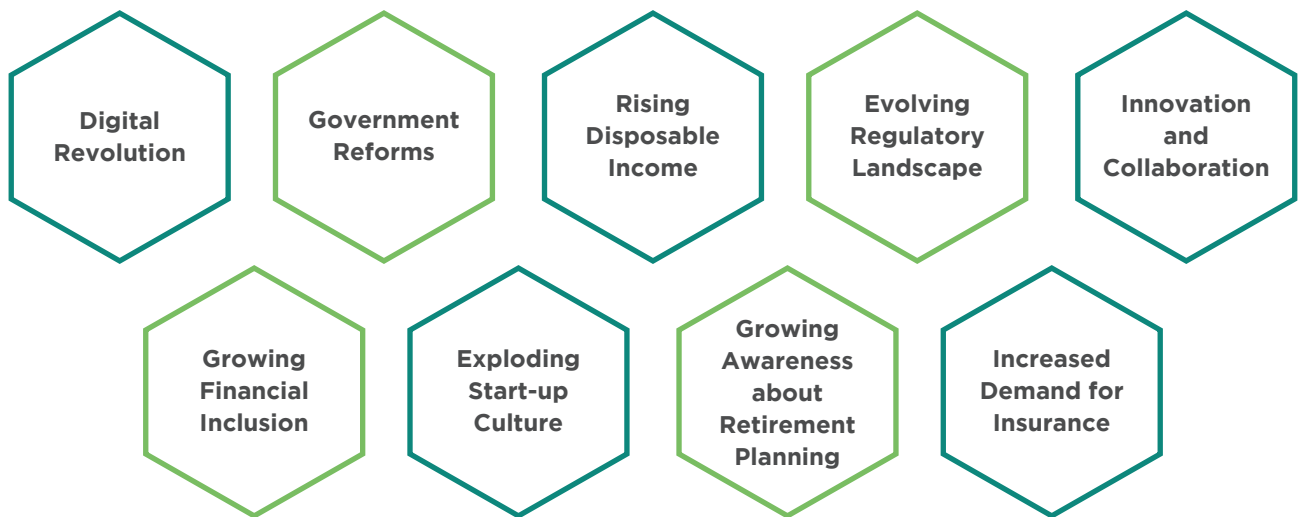 Digital
Revolution
Government
Reforms
Rising
Disposable
Income
Evolving
Regulatory
Landscape
Innovation
and
Collaboration
Growing
Financial
Inclusion
Exploding
Start-up
Culture
Growing
Awareness
about
Retirement
Planning
Increased
Demand for
Insurance